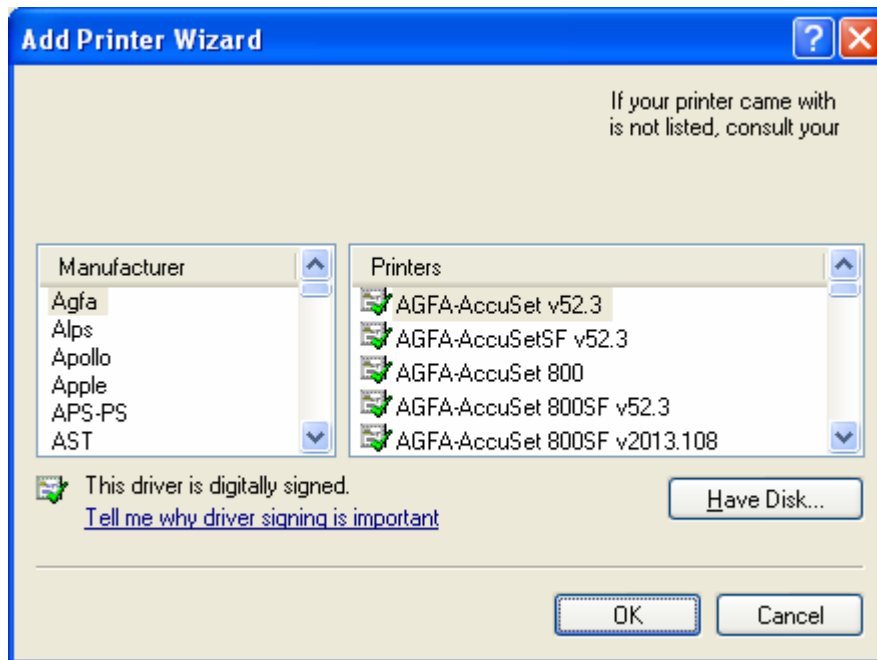 Add Printer Wizard
If your printer came with
is not listed, consult your
Manufacturer
Agfa
Alps
Apollo
Apple
APS-PS
AST
Printers
AGFA-AccuSet v52.3
AGFA-AccuSetSF v52.3
AGFA-AccuSet 800
AGFA-AccuSet 800SF v52.3
AGFA-AccuSet 800SF v2013.108
This driver is digitally signed.
Tell me why driver signing is important
Have Disk...
OK
Cancel